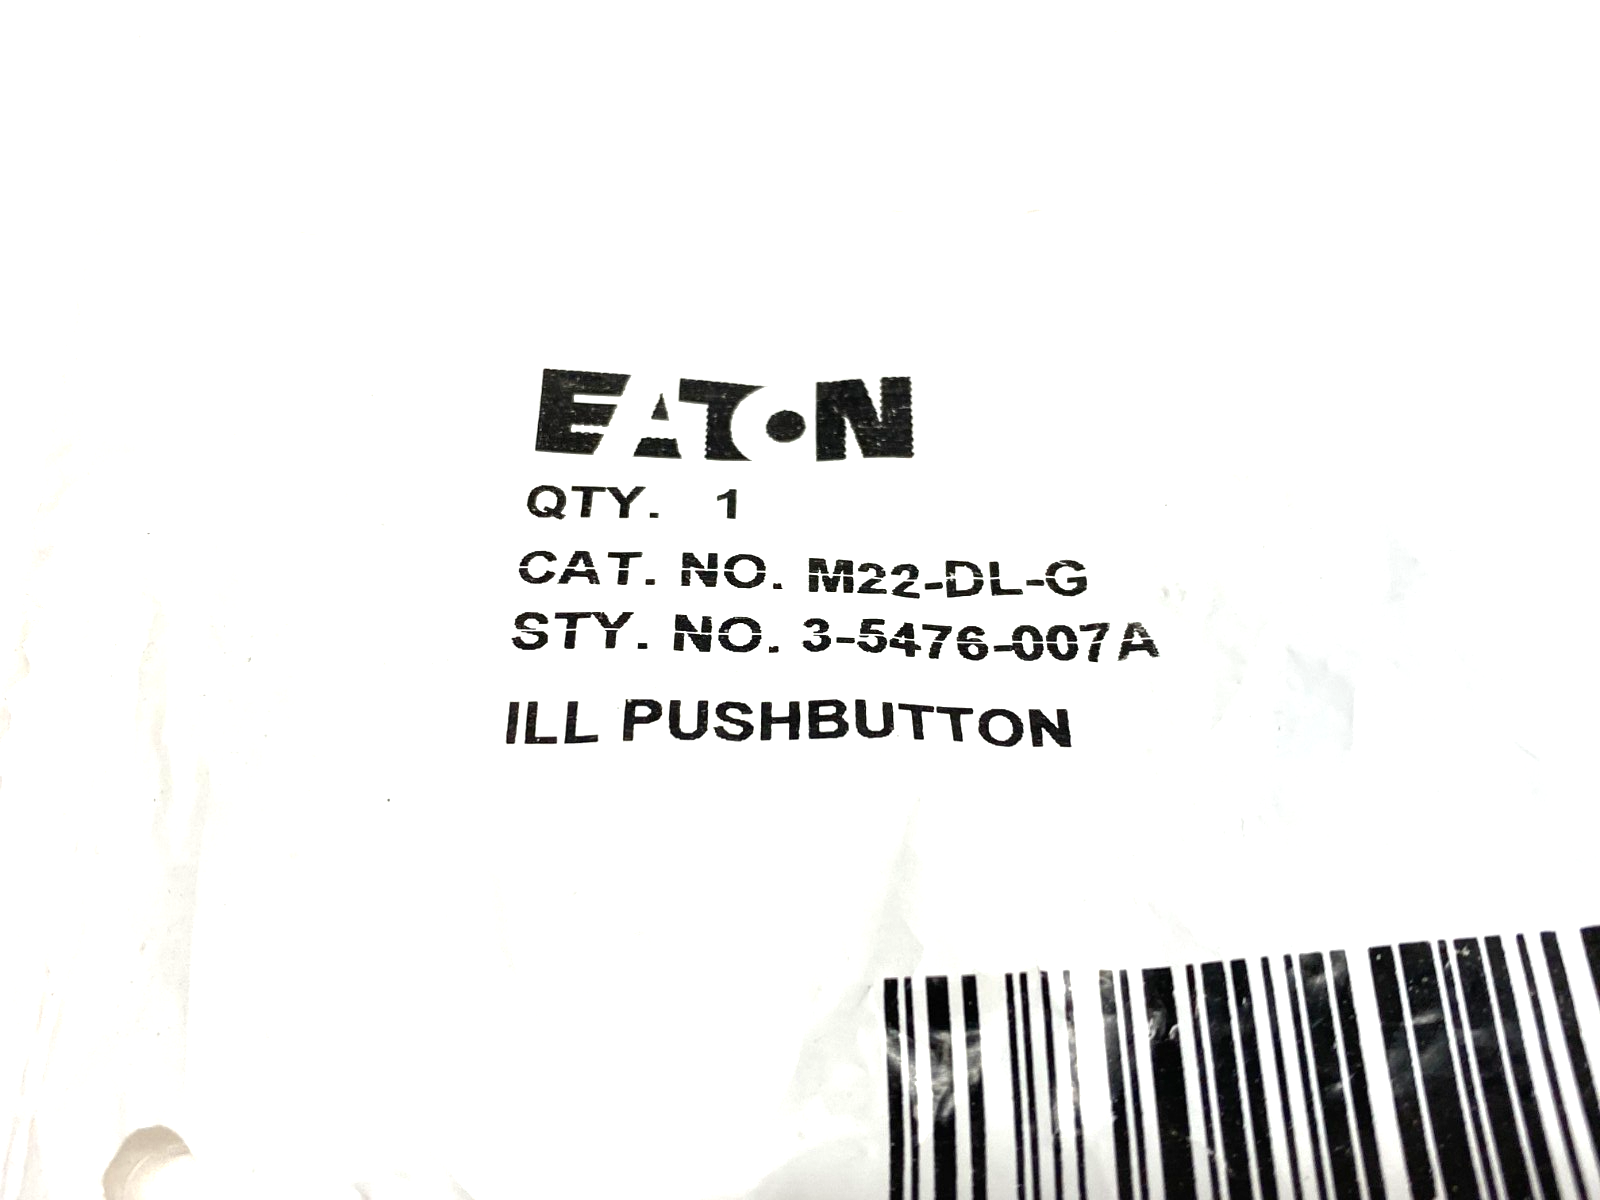 EATON
QTY. 1
CAT. NO. M22-DL-G
STY. NO. 3-5476-007A
ILL PUSHBUTTON